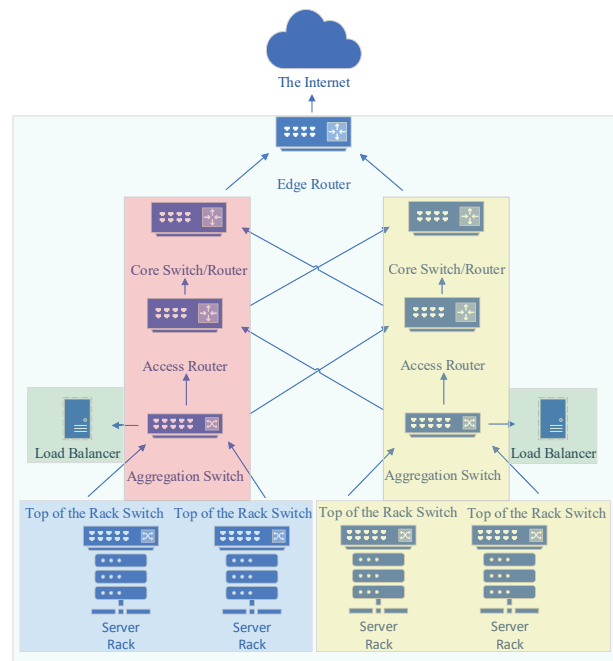 The Internet
Edge Router
Core Switch/Router
Core Switch/Router
Access Router
Access Router
Load Balancer
Load Balancer
Aggregation Switch
Aggregation Switch
Top of the Rack Switch
Top of the Rack Switch
Top of the Rack Switch
Top of the Rack Switch
Server
Rack
Server
Rack
Server
Rack
Server
Rack